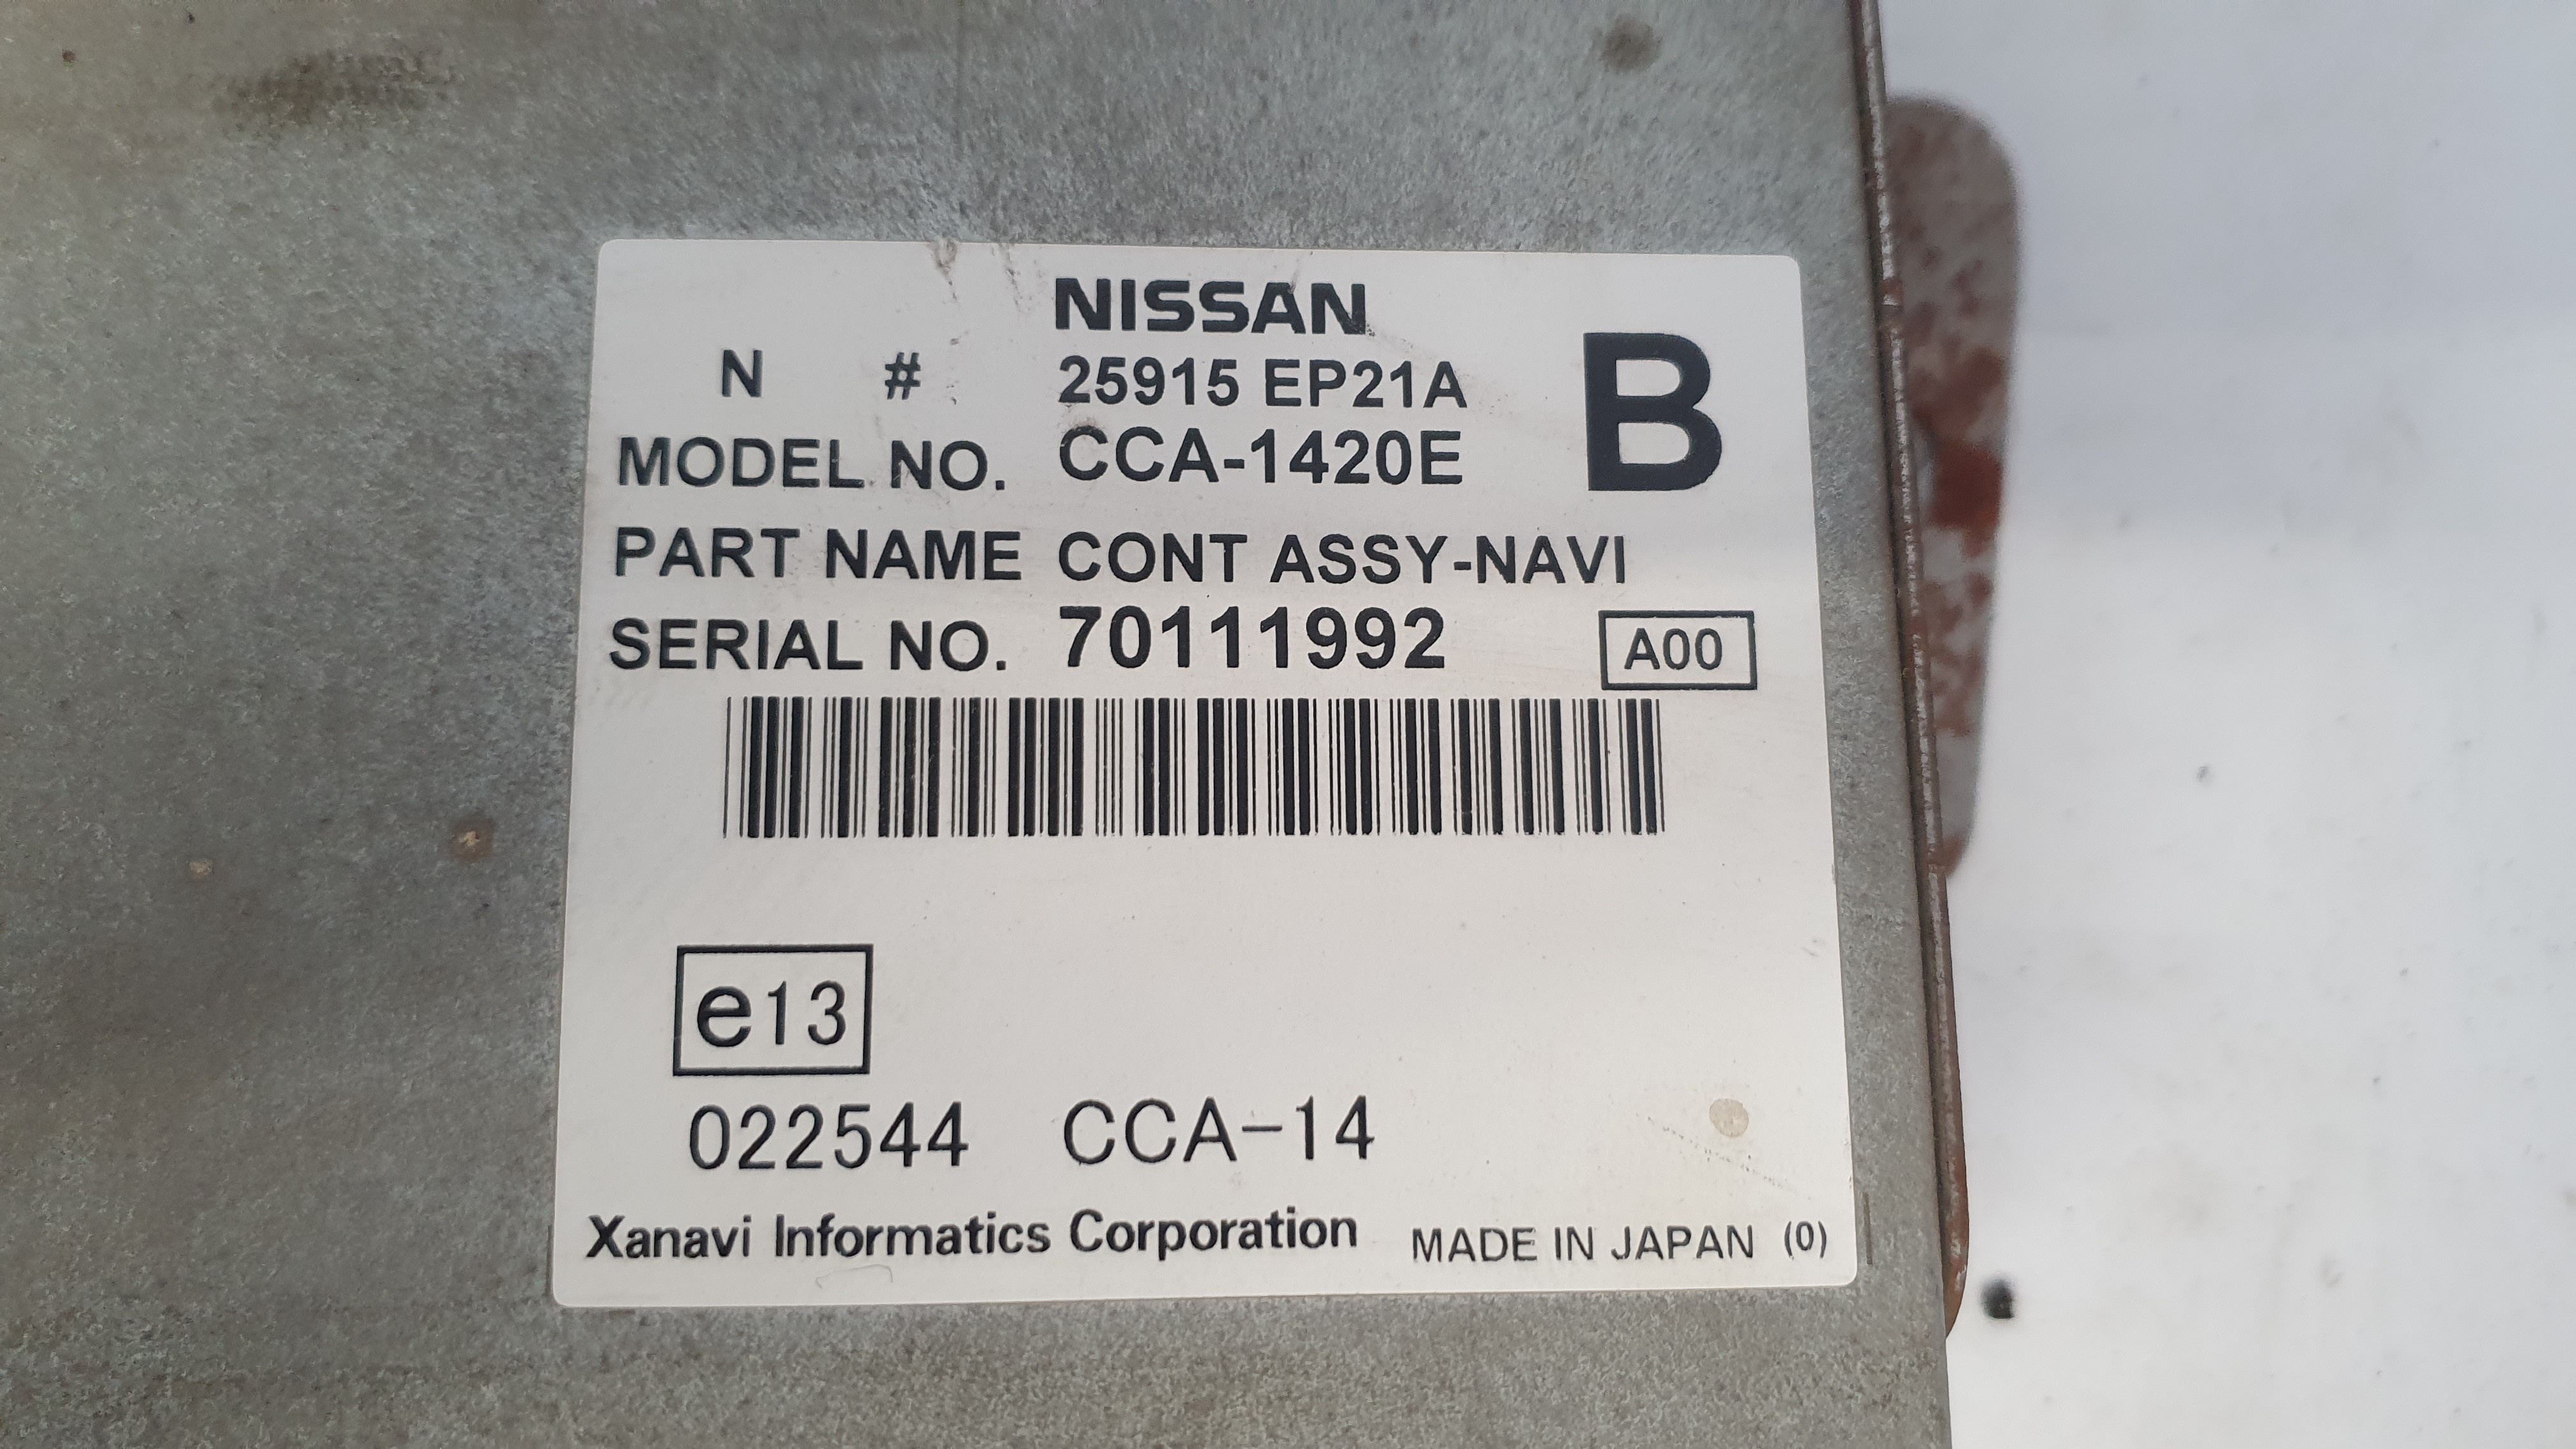 NISSAN
N # 25915 EP21A B
MODEL NO. CCA-1420E
PART NAME CONT ASSY-NAVI
SERIAL NO. 70111992 A00
e13
022544 CCA-14
Xanavi Informatics Corporation MADE IN JAPAN (0)